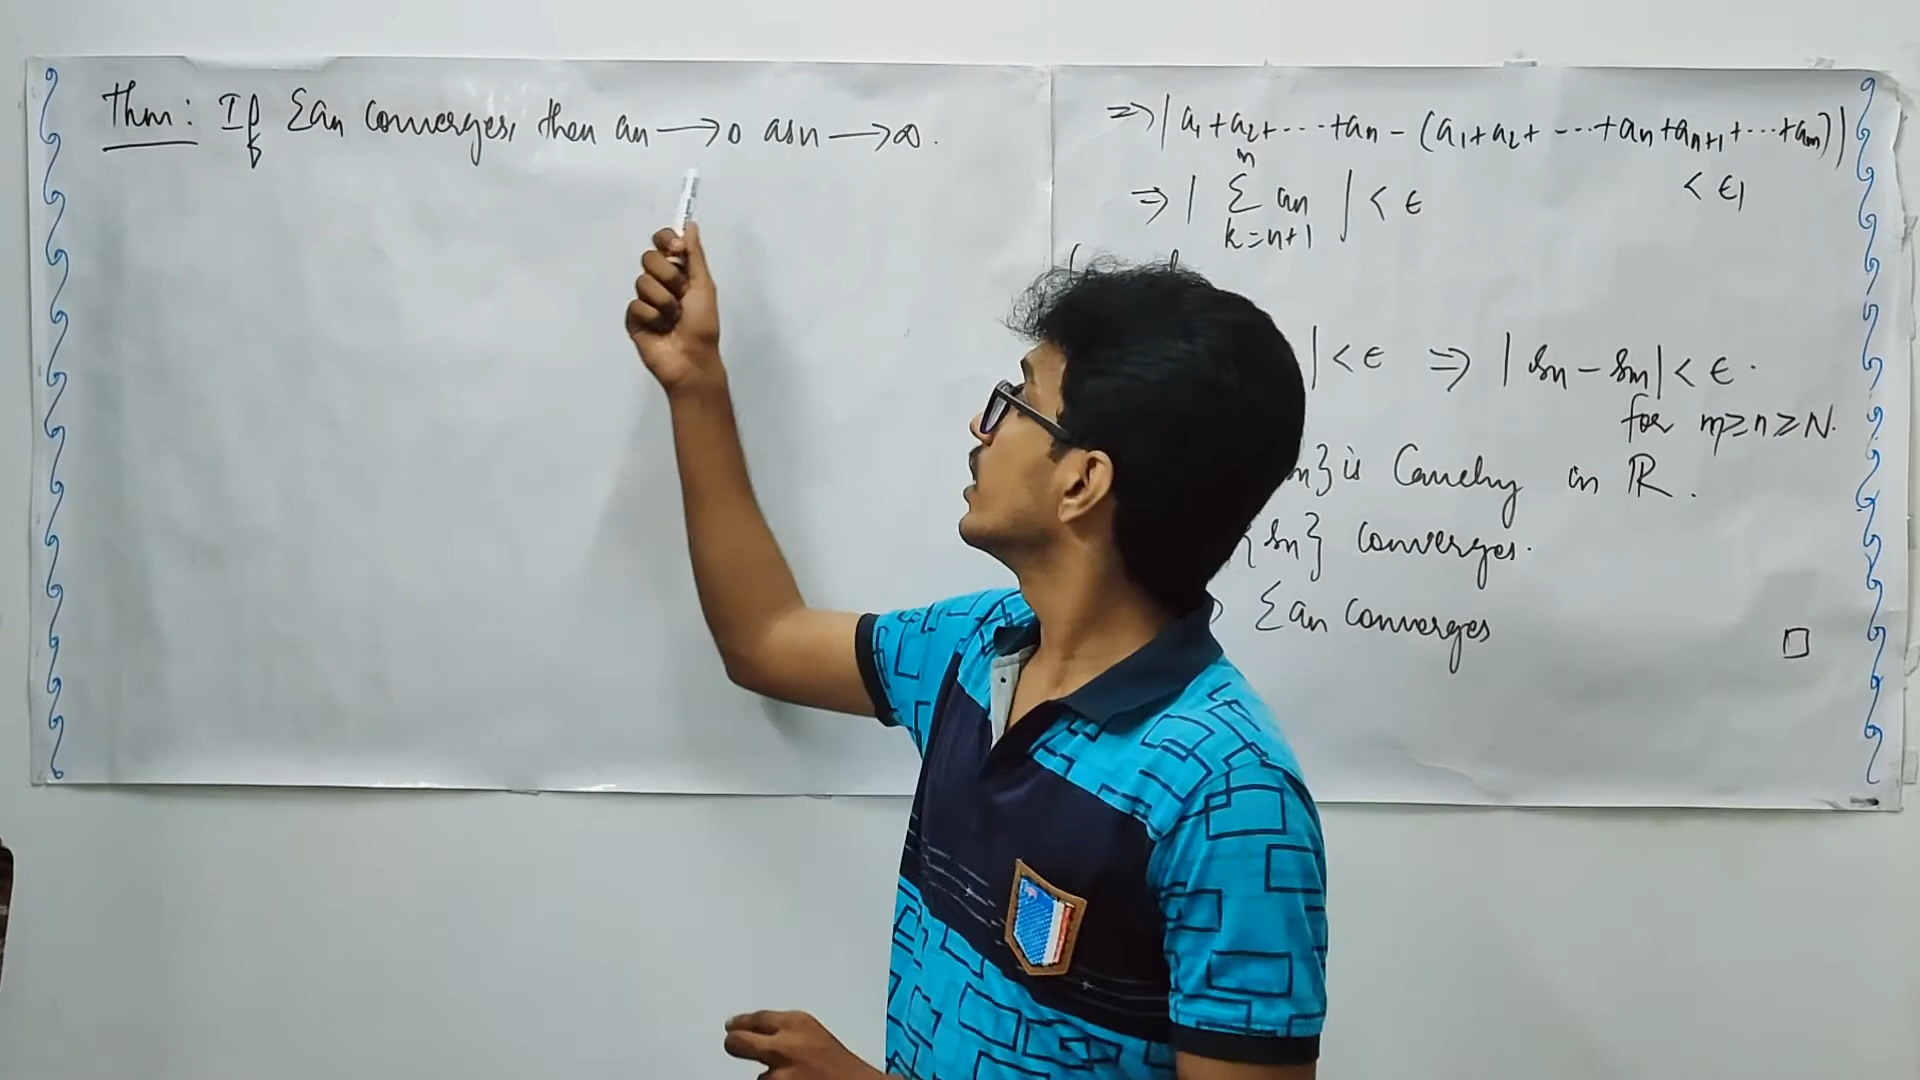 Thm: If Σan converges, then an → 0 as n → ∞.
=> | a1 + a2 + ... + an - (a1 + a2 + ... + an + an+1 + ... + am) |
< ε1
m
=> | Σ an | < ε
k = n+1
| < ε => | sn - sm | < ε.
for m ≥ n ≥ N.
n} is Cauchy in ℝ.
{sn} converges.
Σan converges
□